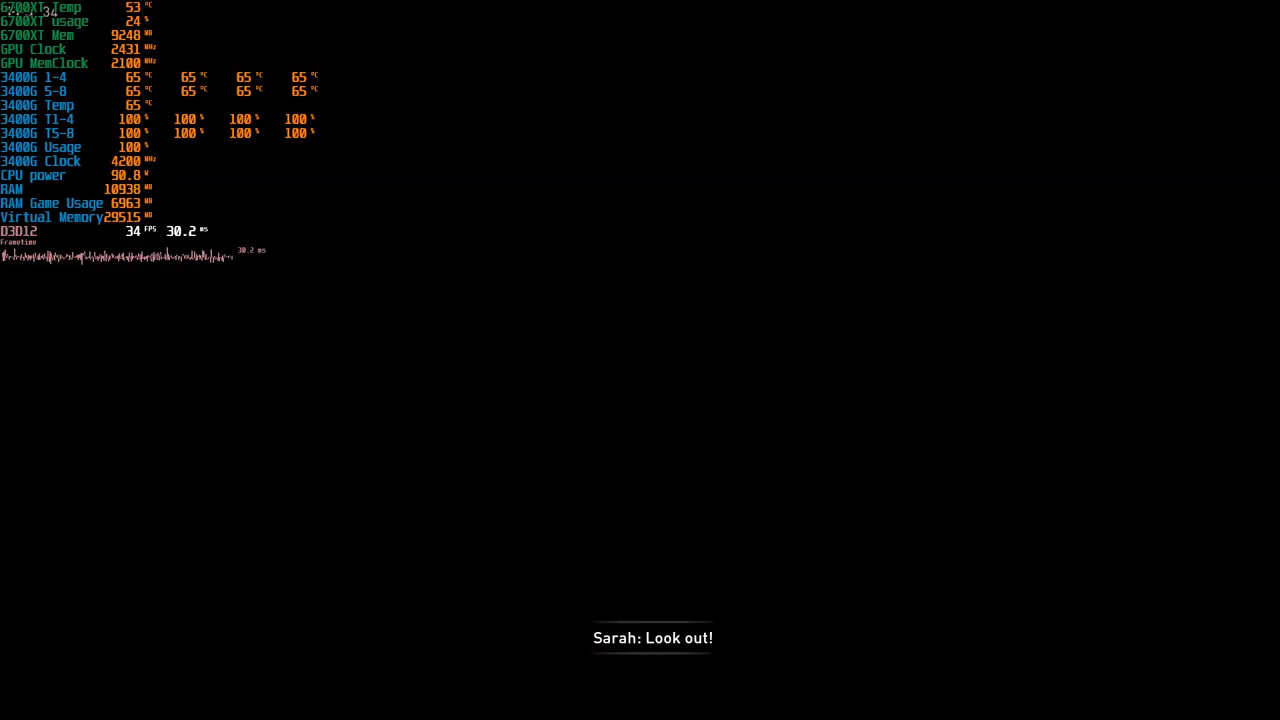 6700XT Temp 53 °C
34
6700XT usage 24 %
6700XT Mem 9248 MB
GPU Clock 2431 MHz
GPU MemClock 2100 MHz
3400G 1-4 65 °C 65 °C 65 °C 65 °C
3400G 5-8 65 °C 65 °C 65 °C 65 °C
3400G Temp 65 °C
3400G T1-4 100 % 100 % 100 % 100 %
3400G T5-8 100 % 100 % 100 % 100 %
3400G Usage 100 %
3400G Clock 4200 MHz
CPU power 90.8 W
RAM 10938 MB
RAM Game Usage 6963 MB
Virtual Memory 29515 MB
D3D12 34 FPS 30.2 ms
Frametime
30.2 ms
Sarah: Look out!